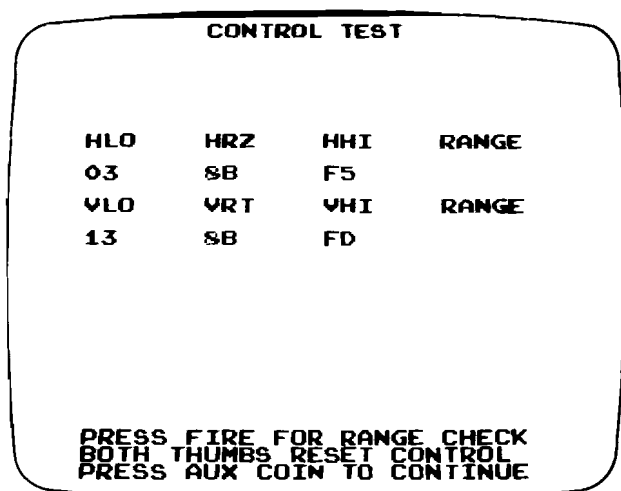 CONTROL TEST
HLO HRZ HHI RANGE
03 8B F5
VLO VRT VHI RANGE
13 8B FD
PRESS FIRE FOR RANGE CHECK
BOTH THUMBS RESET CONTROL
PRESS AUX COIN TO CONTINUE